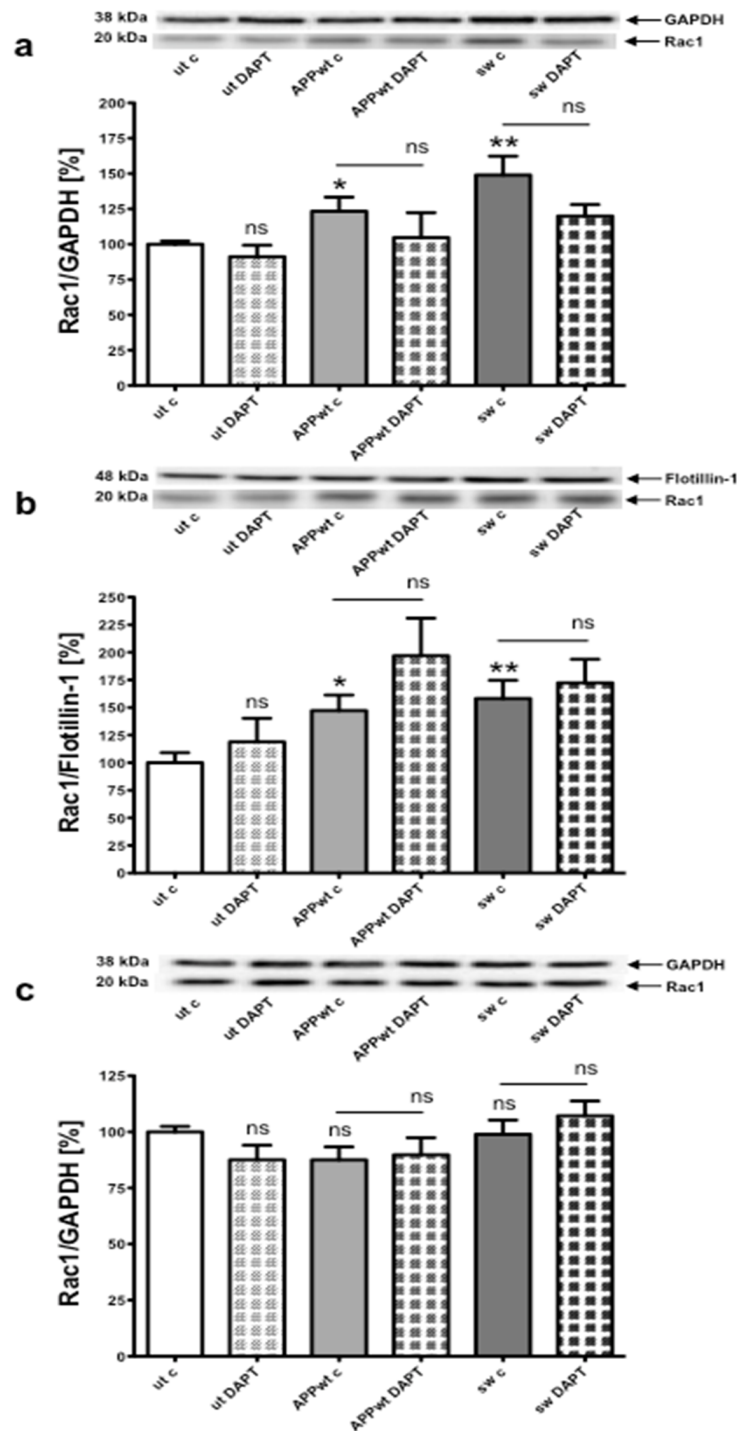 38 kDa GAPDH
20 kDa Rac1
a
ut c ut DAPT APPwt c APPwt DAPT sw c sw DAPT
Rac1/GAPDH [%]
200
175
150
125
100
75
50
25
0
ns * ns ** ns
ut c ut DAPT APPwt c APPwt DAPT sw c sw DAPT
48 kDa Flotillin-1
20 kDa Rac1
b
ut c ut DAPT APPwt c APPwt DAPT sw c sw DAPT
Rac1/Flotillin-1 [%]
250
225
200
175
150
125
100
75
50
25
0
ns * ns ** ns
ut c ut DAPT APPwt c APPwt DAPT sw c sw DAPT
38 kDa GAPDH
20 kDa Rac1
c
ut c ut DAPT APPwt c APPwt DAPT sw c sw DAPT
Rac1/GAPDH [%]
125
100
75
50
25
0
ns ns ns ns ns
ut c ut DAPT APPwt c APPwt DAPT sw c sw DAPT